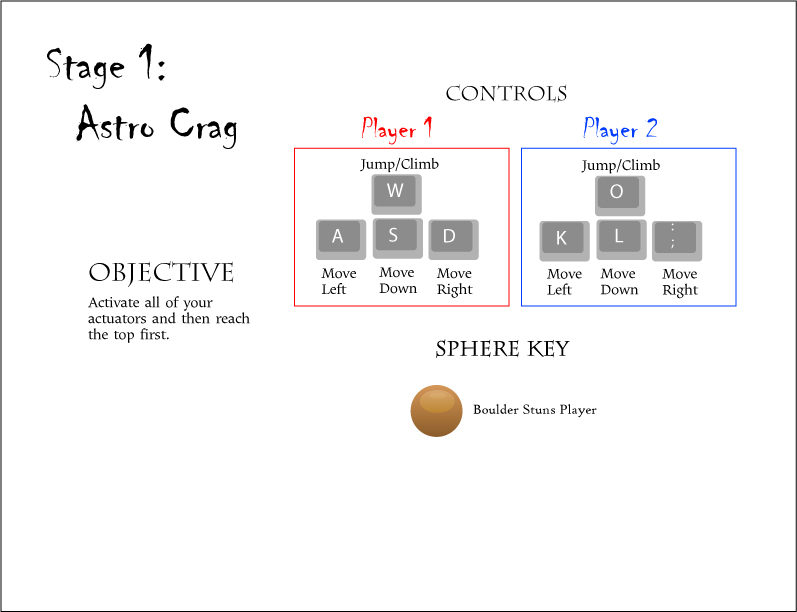 Stage 1:
Astro Crag
CONTROLS
Player 1
Player 2
Jump/Climb
W
A
S
D
Move
Left
Move
Down
Move
Right
Jump/Climb
O
K
L
:
;
Move
Left
Move
Down
Move
Right
OBJECTIVE
Activate all of your
actuators and then reach
the top first.
SPHERE KEY
Boulder Stuns Player